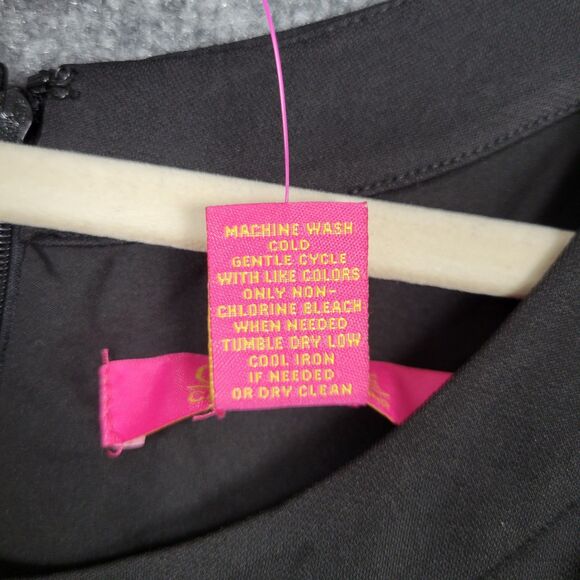 MACHINE WASH
COLD
GENTLE CYCLE
WITH LIKE COLORS
ONLY NON-
CHLORINE BLEACH
WHEN NEEDED
TUMBLE DRY LOW
COOL IRON
IF NEEDED
OR DRY CLEAN